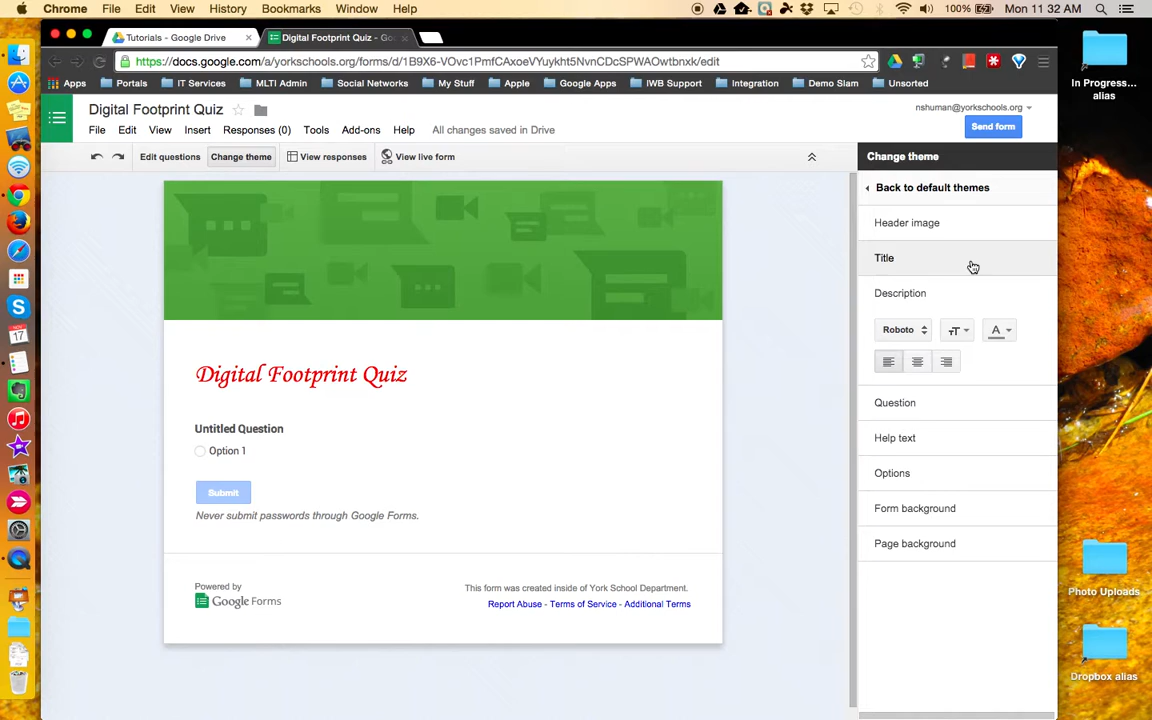 Chrome File Edit View History Bookmarks Window Help 100% Mon 11:32 AM
Tutorials - Google Drive × Digital Footprint Quiz - Go ×
https://docs.google.com/a/yorkschools.org/forms/d/1B9X6-VOvc1PmfCAxoeVYuykht5NvnCDcSPWAOwtbnxk/edit
Apps Portals IT Services MLTI Admin Social Networks My Stuff Apple Google Apps IWB Support Integration Demo Slam Unsorted
Digital Footprint Quiz
nshuman@yorkschools.org
File Edit View Insert Responses (0) Tools Add-ons Help All changes saved in Drive
Send form
Edit questions Change theme View responses View live form
Change theme
Back to default themes
Header image
Title
Description
Roboto TT A
Question
Help text
Options
Form background
Page background
Digital Footprint Quiz
Untitled Question
Option 1
Submit
Never submit passwords through Google Forms.
Powered by
Google Forms
This form was created inside of York School Department.
Report Abuse - Terms of Service - Additional Terms
In Progress...
alias
Photo Uploads
Dropbox alias
NOV
17